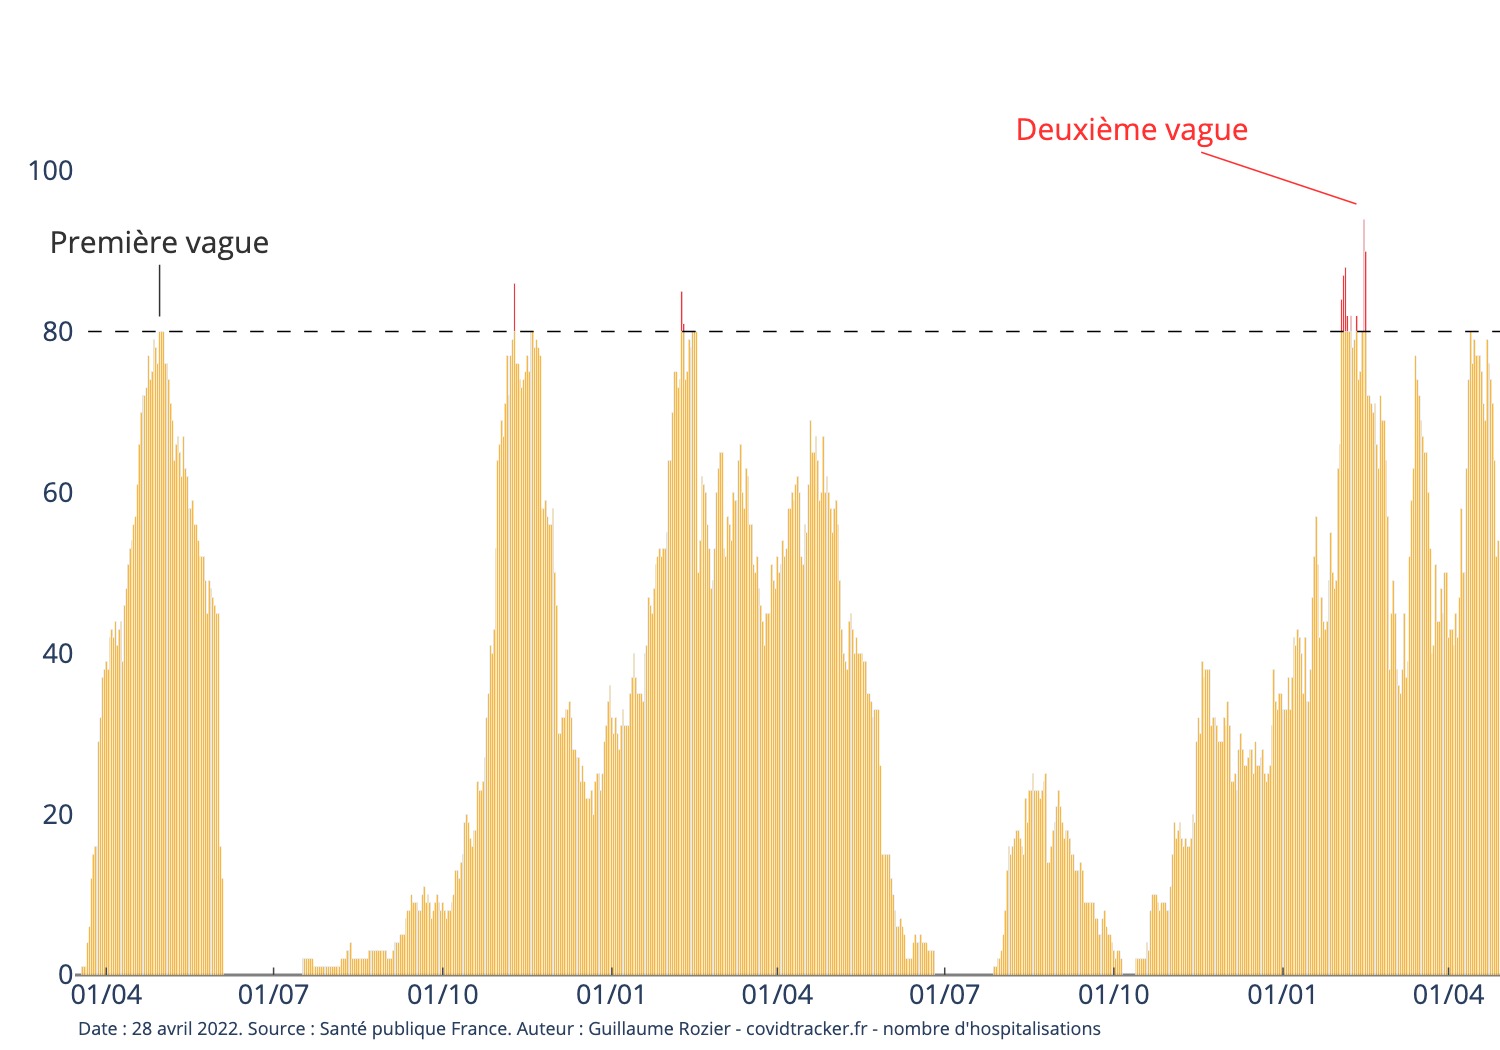 Deuxième vague
100
Première vague
80
60
40
20
0
01/04 01/07 01/10 01/01 01/04 01/07 01/10 01/01 01/04
Date : 28 avril 2022. Source : Santé publique France. Auteur : Guillaume Rozier - covidtracker.fr - nombre d'hospitalisations